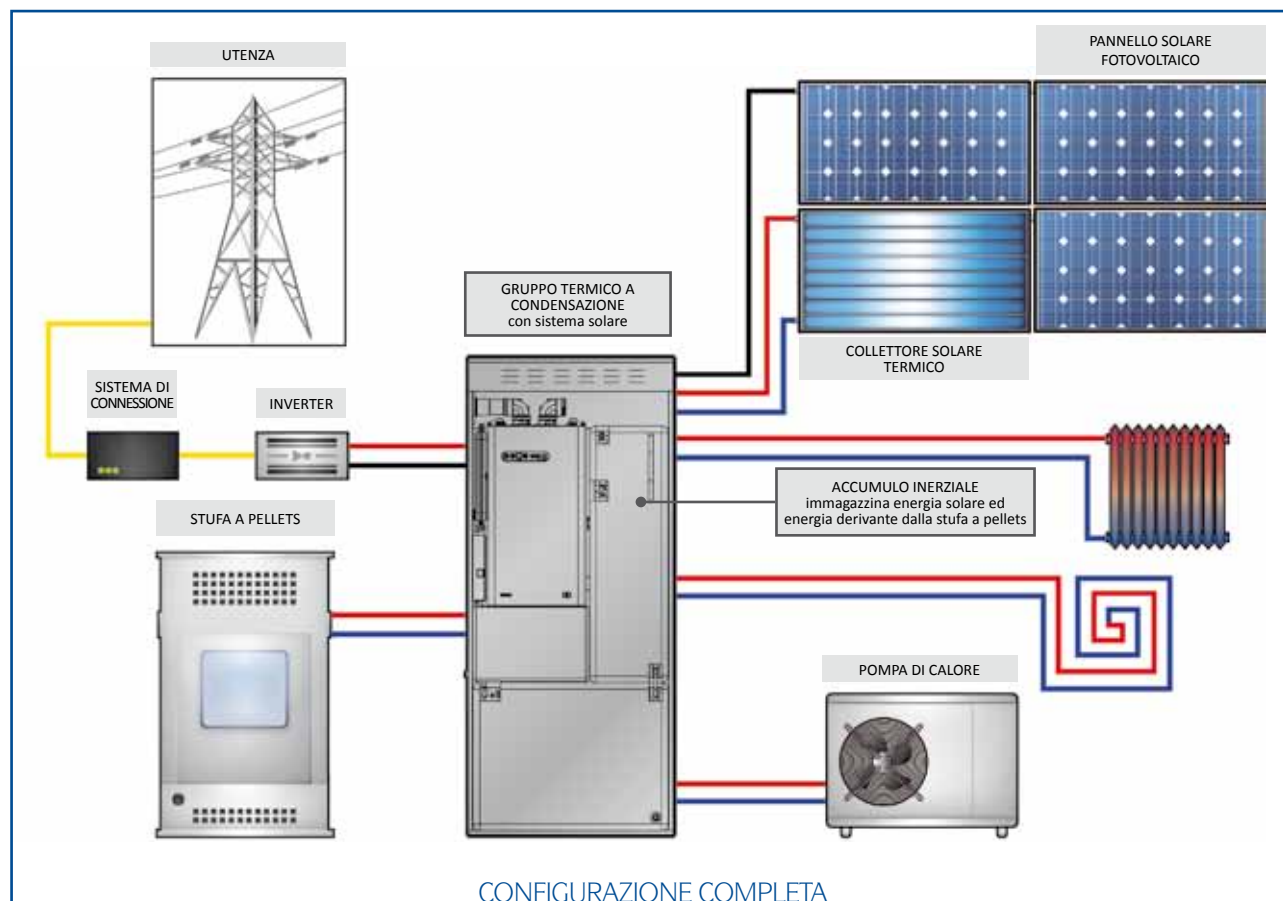 UTENZA
PANNELLO SOLARE
FOTOVOLTAICO
GRUPPO TERMICO A
CONDENSAZIONE
con sistema solare
COLLETTORE SOLARE
TERMICO
SISTEMA DI
CONNESSIONE
INVERTER
ACCUMULO INERZIALE
immagazzina energia solare ed
energia derivante dalla stufa a pellets
STUFA A PELLETS
POMPA DI CALORE
CONFIGURAZIONE COMPLETA